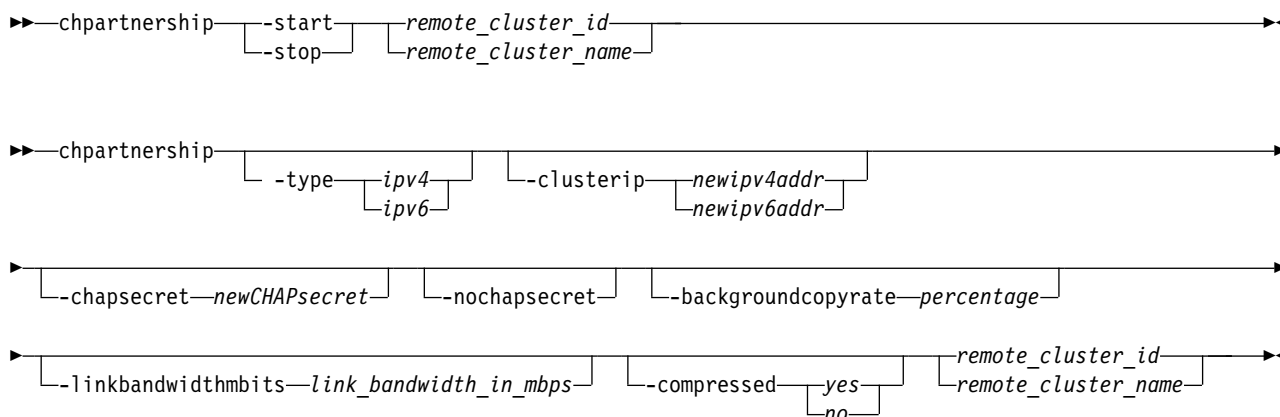 chpartnership -start remote_cluster_id
-stop remote_cluster_name
chpartnership
-type ipv4 -clusterip newipv4addr
ipv6 newipv6addr
-chapsecret newCHAPsecret -nochapsecret -backgroundcopyrate percentage
remote_cluster_id
-linkbandwidthmbits link_bandwidth_in_mbps -compressed yes remote_cluster_name
no